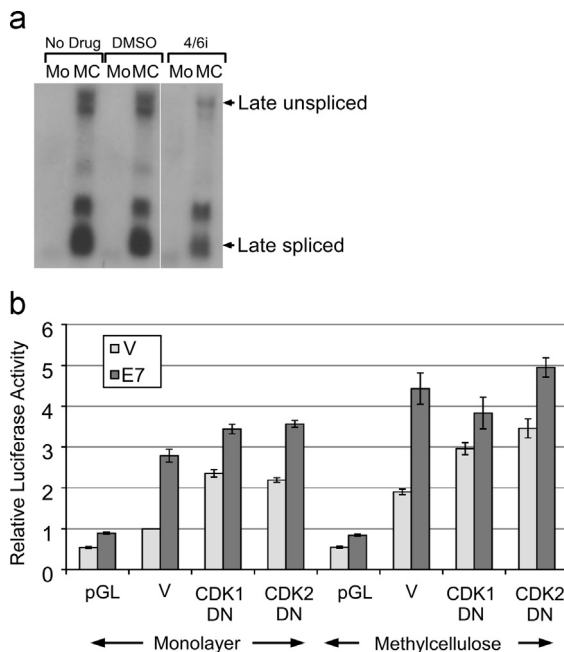 a
No Drug DMSO 4/6i
Mo MC Mo MC Mo MC
Late unspliced
Late spliced
b
Relative Luciferase Activity
6
5
4
3
2
1
0
V
E7
pGL V CDK1 DN CDK2 DN pGL V CDK1 DN CDK2 DN
Monolayer Methylcellulose